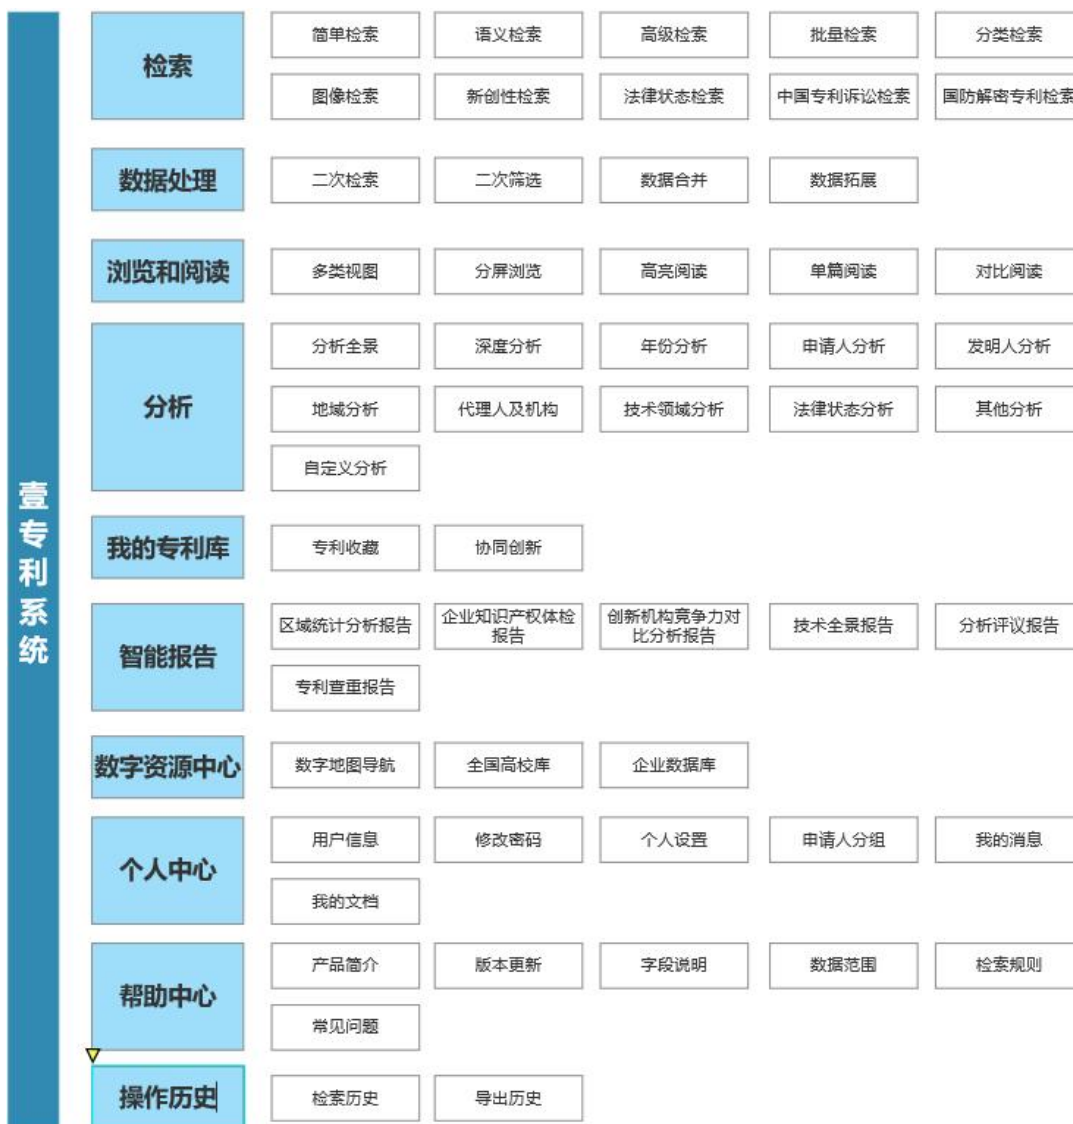 壹专利系统
检索
简单检索
语义检索
高级检索
批量检索
分类检索
图像检索
新创性检索
法律状态检索
中国专利诉讼检索
国防解密专利检索
数据处理
二次检索
二次筛选
数据合并
数据拓展
浏览和阅读
多类视图
分屏浏览
高亮阅读
单篇阅读
对比阅读
分析
分析全景
深度分析
年份分析
申请人分析
发明人分析
地域分析
代理人及机构
技术领域分析
法律状态分析
其他分析
自定义分析
我的专利库
专利收藏
协同创新
智能报告
区域统计分析报告
企业知识产权体检
报告
创新机构竞争力对
比分析报告
技术全景报告
分析评议报告
专利查重报告
数字资源中心
数字地图导航
全国高校库
企业数据库
个人中心
用户信息
修改密码
个人设置
申请人分组
我的消息
我的文档
帮助中心
产品简介
版本更新
字段说明
数据范围
检索规则
常见问题
操作历史
检索历史
导出历史